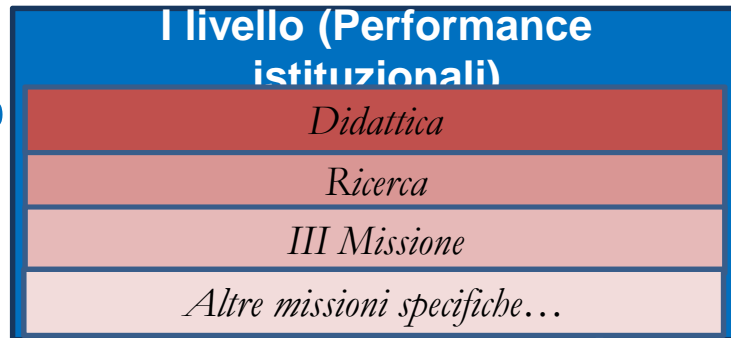 I livello (Performance
istituzionali)
Didattica
Ricerca
III Missione
Altre missioni specifiche…